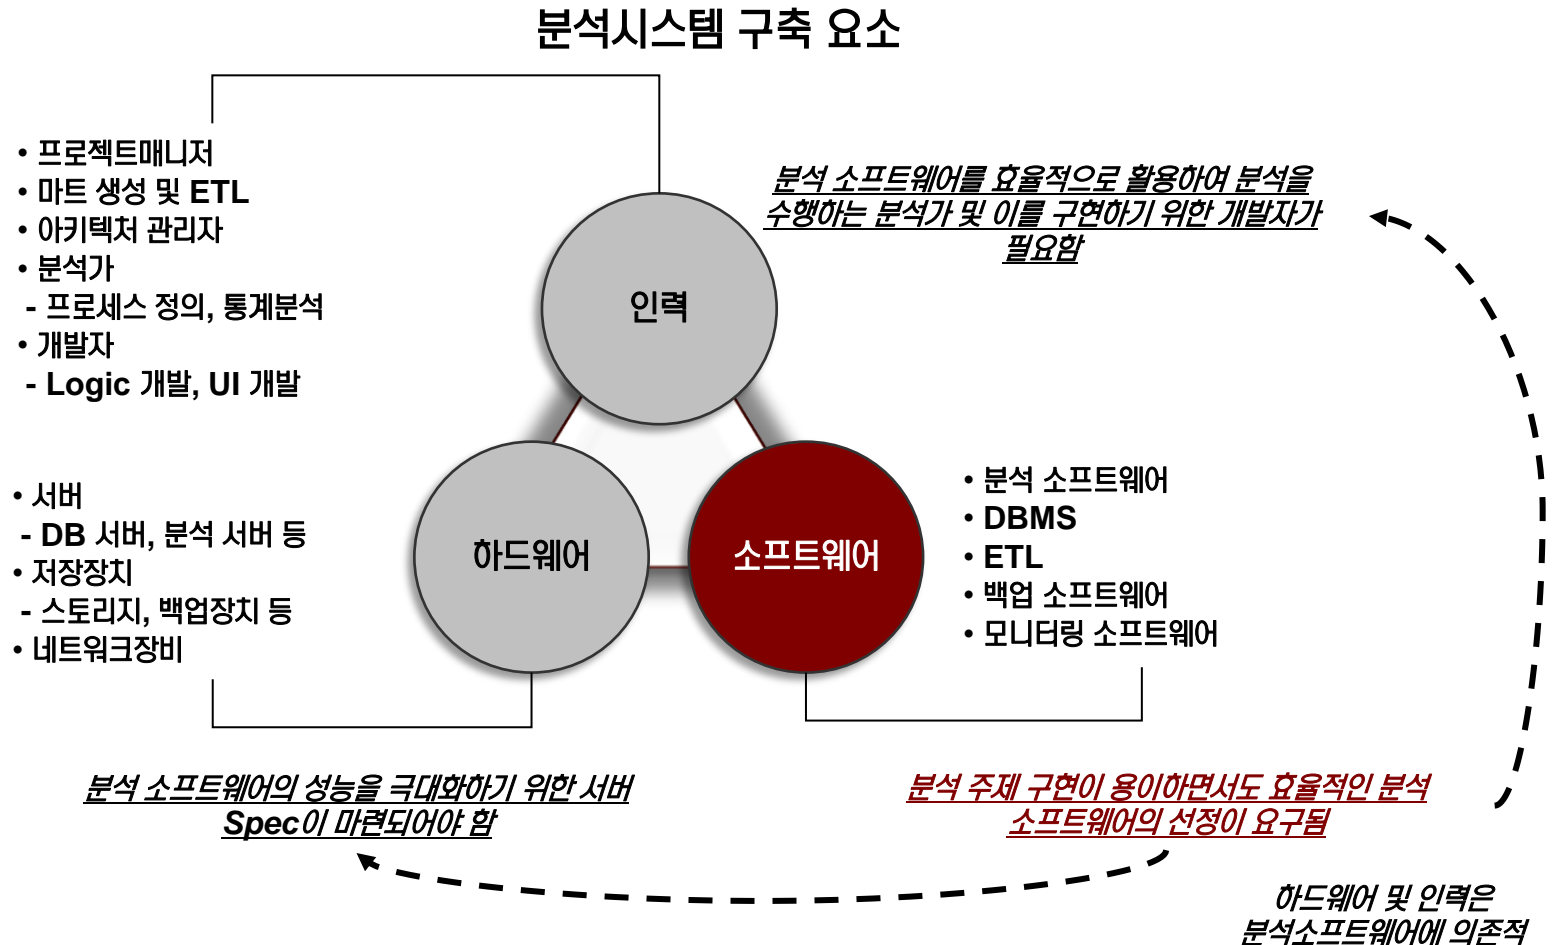 분석시스템 구축 요소
• 프로젝트매니저
• 마트 생성 및 ETL
• 아키텍처 관리자
• 분석가
- 프로세스 정의, 통계분석
• 개발자
- Logic 개발, UI 개발
분석 소프트웨어를 효율적으로 활용하여 분석을
수행하는 분석가 및 이를 구현하기 위한 개발자가
필요함
인력
• 서버
- DB 서버, 분석 서버 등
• 저장장치
- 스토리지, 백업장치 등
• 네트워크장비
하드웨어
소프트웨어
• 분석 소프트웨어
• DBMS
• ETL
• 백업 소프트웨어
• 모니터링 소프트웨어
분석 소프트웨어의 성능을 극대화하기 위한 서버
Spec이 마련되어야 함
분석 주제 구현이 용이하면서도 효율적인 분석
소프트웨어의 선정이 요구됨
하드웨어 및 인력은
분석소프트웨어에 의존적